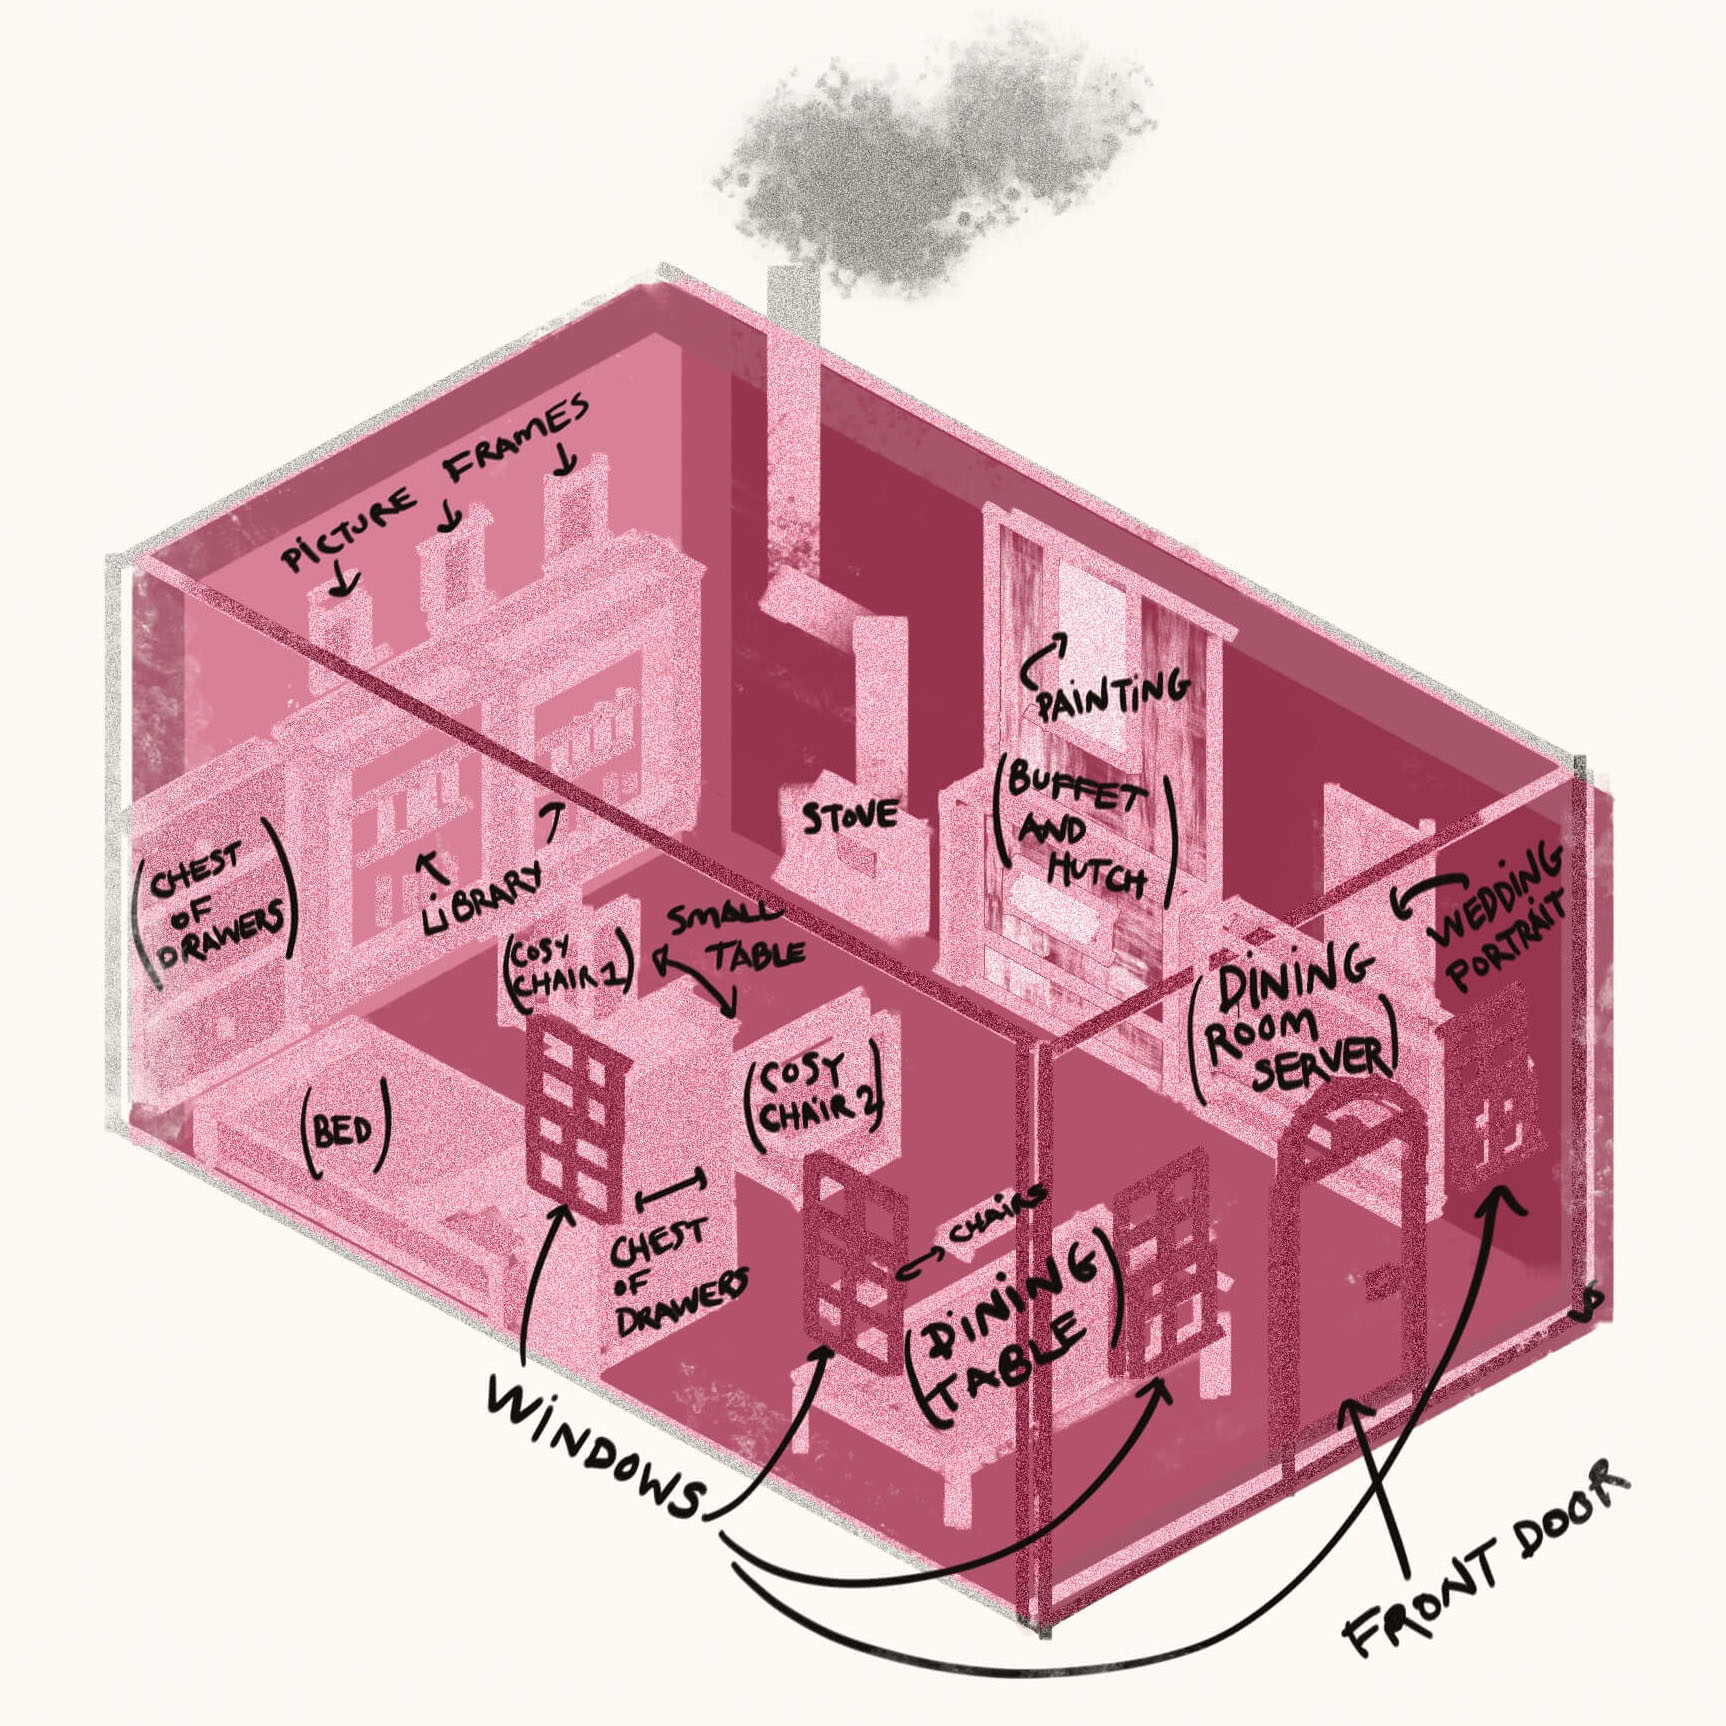 PICTURE FRAMES
PAINTING
(BUFFET
AND
HUTCH)
STOVE
(CHEST
OF
DRAWERS)
LIBRARY
(COSY
CHAIR 1)
SMALL
TABLE
WEDDING
PORTRAIT
(DINING
ROOM
SERVER)
(COSY
CHAIR 2)
(BED)
CHEST
OF
DRAWERS
CHAIRS
(DINING
TABLE)
WINDOWS
FRONT DOOR